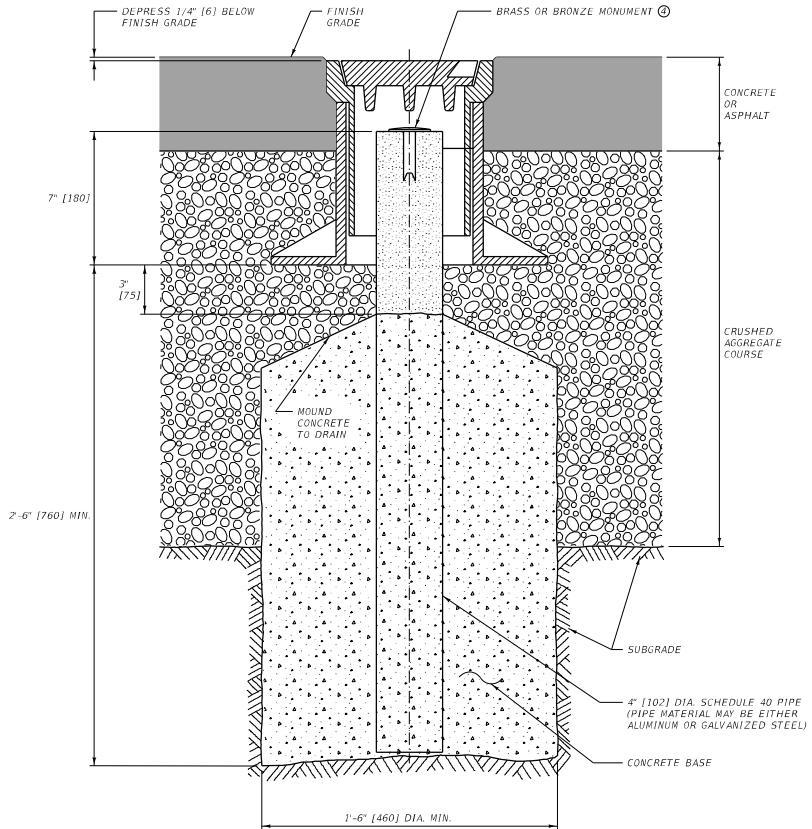 DEPRESS 1/4" [6] BELOW
FINISH GRADE
FINISH
GRADE
BRASS OR BRONZE MONUMENT ④
CONCRETE
OR
ASPHALT
7" [180]
3"
[75]
CRUSHED
AGGREGATE
COURSE
MOUND
CONCRETE
TO DRAIN
2'-6" [760] MIN.
SUBGRADE
4" [102] DIA. SCHEDULE 40 PIPE
(PIPE MATERIAL MAY BE EITHER
ALUMINUM OR GALVANIZED STEEL)
CONCRETE BASE
1'-6" [460] DIA. MIN.